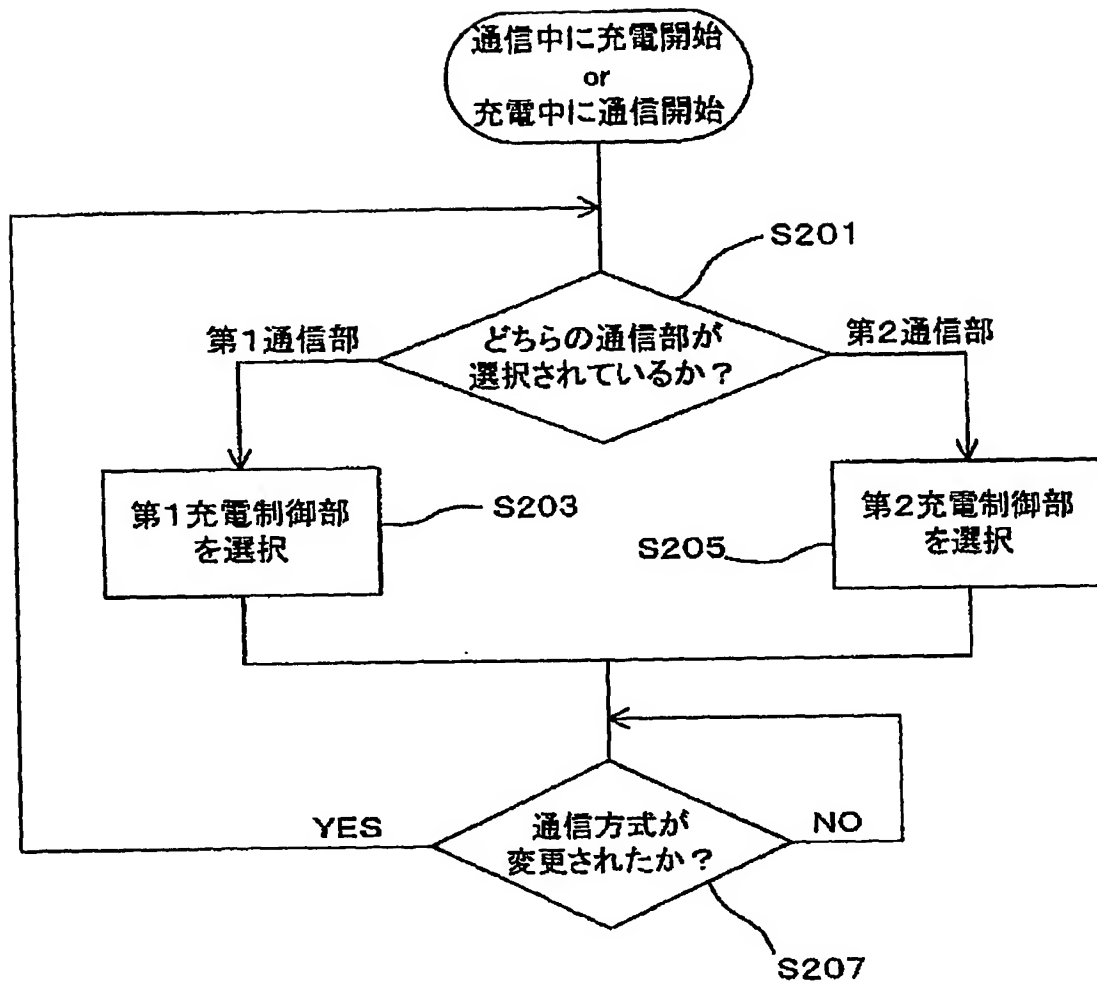 通信中に充電開始
or
充電中に通信開始
S201
どちらの通信部が
選択されているか？
第1通信部
第2通信部
第1充電制御部
を選択
S203
第2充電制御部
を選択
S205
通信方式が
変更されたか？
YES
NO
S207